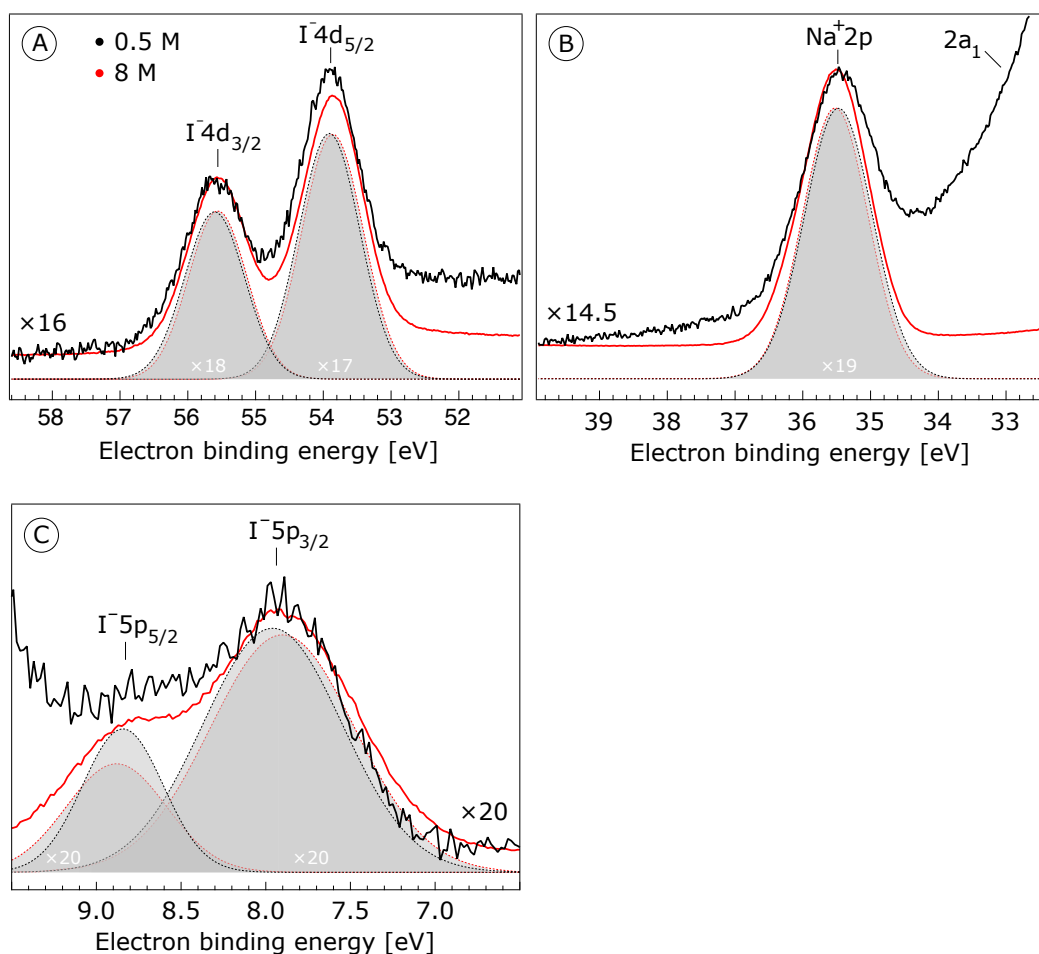 A
• 0.5 M
• 8 M
I⁻4d₅/₂
I⁻4d₃/₂
×16
×18
×17
58 57 56 55 54 53 52
Electron binding energy [eV]
B
Na⁺2p
2a₁
×14.5
×19
39 38 37 36 35 34 33
Electron binding energy [eV]
C
I⁻5p₃/₂
I⁻5p₅/₂
×20
×20
×20
9.0 8.5 8.0 7.5 7.0
Electron binding energy [eV]